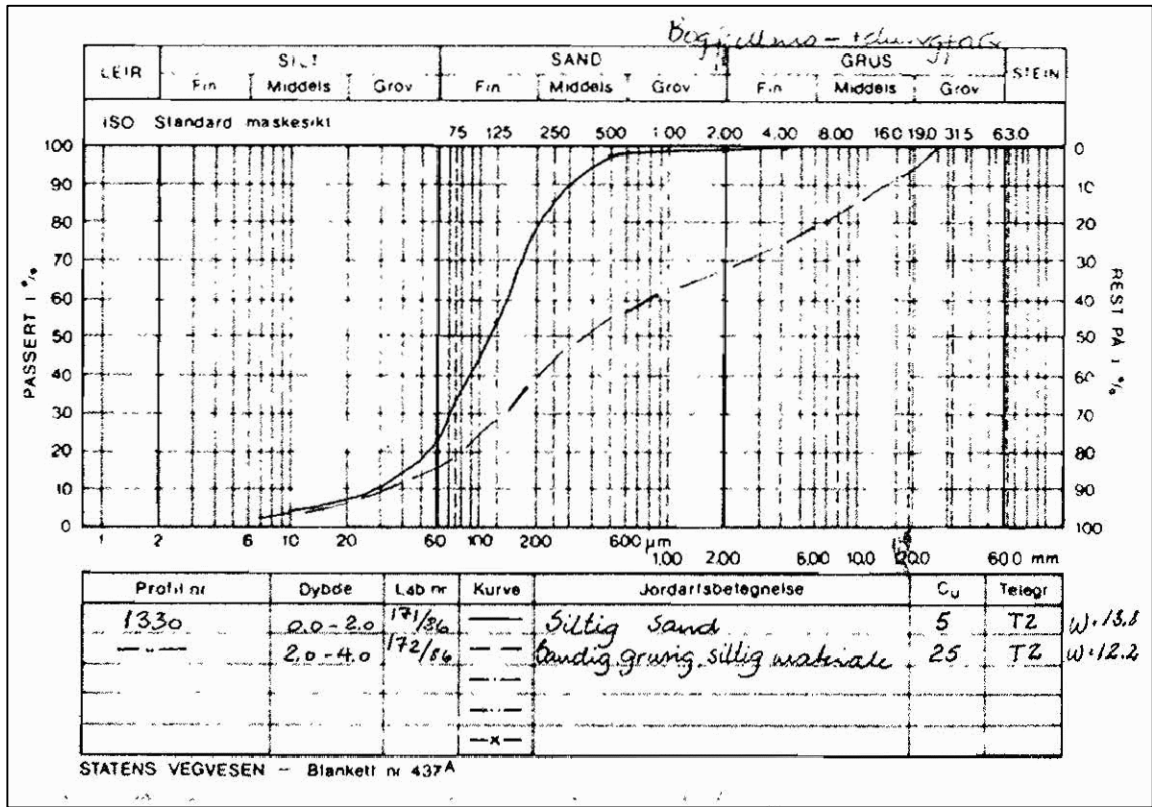 LEIR SILT SAND GRUS STEIN
Fin Middels Grov Fin Middels Grov Fin Middels Grov
ISO Standard maskesikt 75 125 250 500 1.00 2.00 4.00 8.00 16.0 19.0 31.5 63.0
100 0
90 10
80 20
70 30
60 40
50 50
40 60
30 70
20 80
10 90
0 100
PASSERT I %
REST PÅ I %
1 2 6 10 20 60 100 200 600 µm
1.00 2.00 5.00 10.0 20.0 60.0 mm
Profil nr Dybde Lab nr Kurve Jordartsbetegnelse Cu Telegr
1330 0.0 - 2.0 171/86 Siltig sand 5 T2 W=13.8
2.0 - 4.0 172/86 Sandig, grusig, siltig materiale 25 T2 W=12.2
STATENS VEGVESEN - Blankett nr 437A